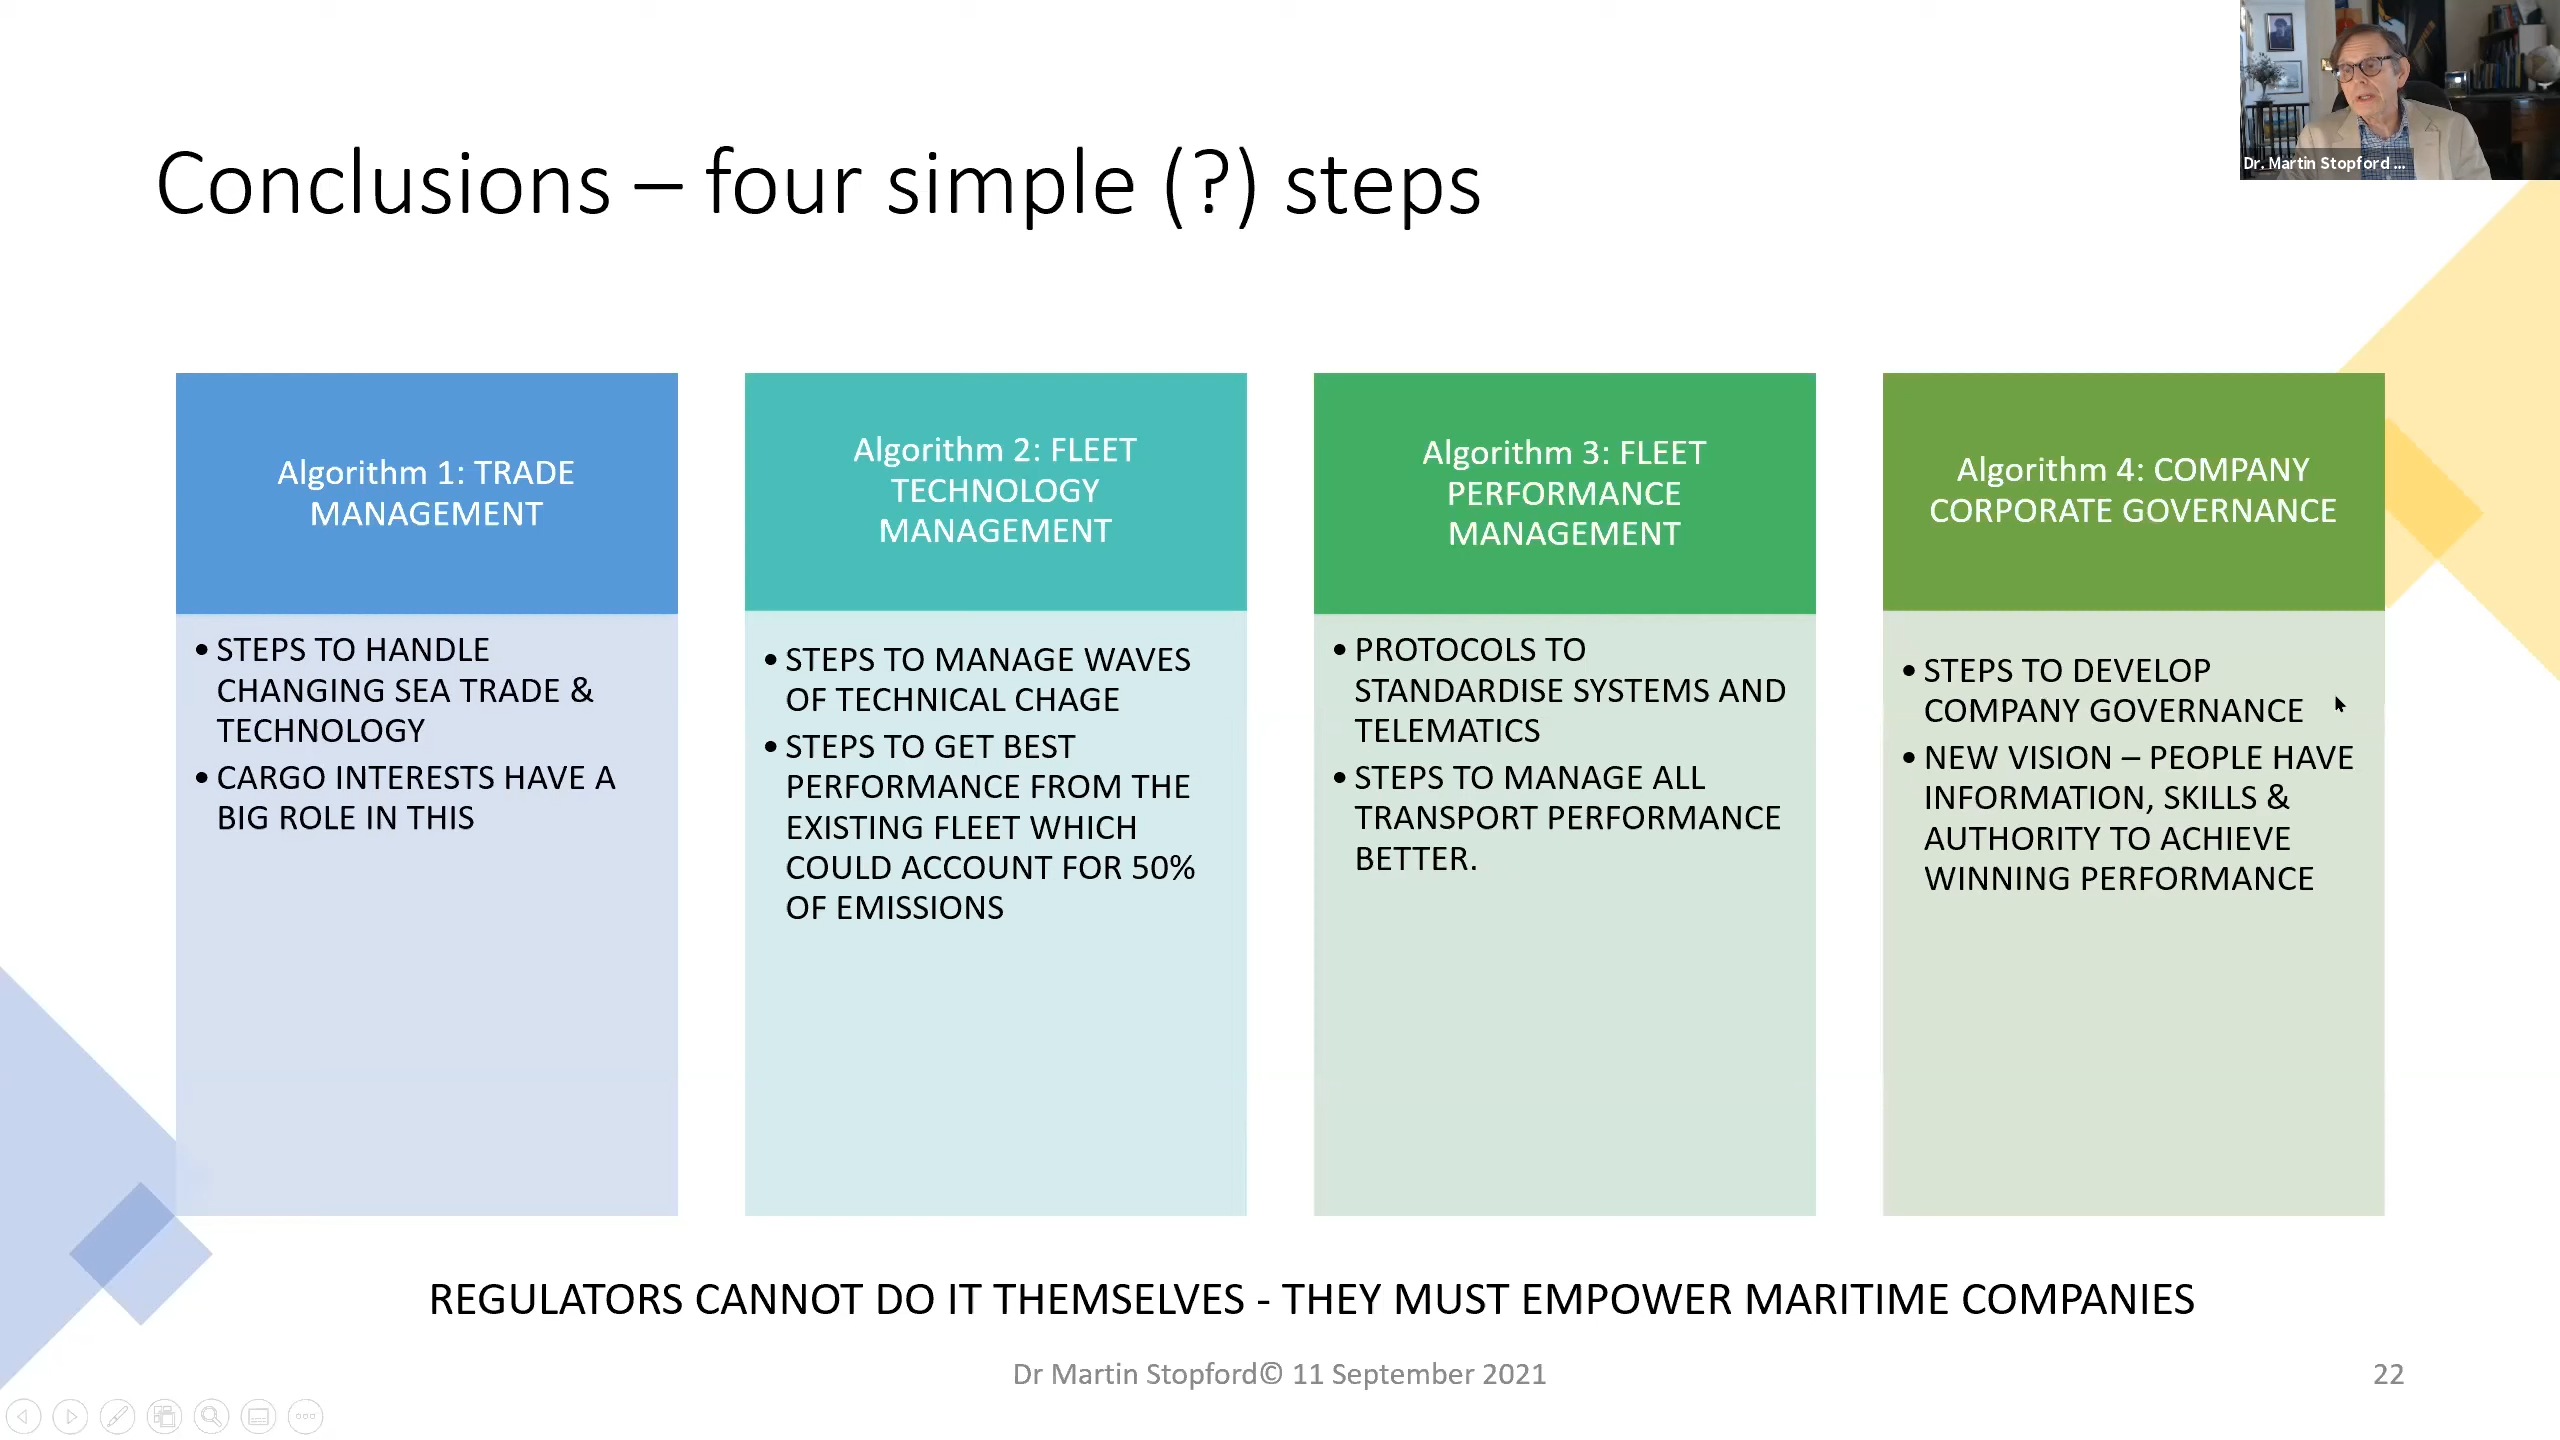 Dr. Martin Stopford ...
Conclusions – four simple (?) steps
Algorithm 1: TRADE
MANAGEMENT
• STEPS TO HANDLE
CHANGING SEA TRADE &
TECHNOLOGY
• CARGO INTERESTS HAVE A
BIG ROLE IN THIS
Algorithm 2: FLEET
TECHNOLOGY
MANAGEMENT
• STEPS TO MANAGE WAVES
OF TECHNICAL CHAGE
• STEPS TO GET BEST
PERFORMANCE FROM THE
EXISTING FLEET WHICH
COULD ACCOUNT FOR 50%
OF EMISSIONS
Algorithm 3: FLEET
PERFORMANCE
MANAGEMENT
• PROTOCOLS TO
STANDARDISE SYSTEMS AND
TELEMATICS
• STEPS TO MANAGE ALL
TRANSPORT PERFORMANCE
BETTER.
Algorithm 4: COMPANY
CORPORATE GOVERNANCE
• STEPS TO DEVELOP
COMPANY GOVERNANCE
• NEW VISION – PEOPLE HAVE
INFORMATION, SKILLS &
AUTHORITY TO ACHIEVE
WINNING PERFORMANCE
REGULATORS CANNOT DO IT THEMSELVES - THEY MUST EMPOWER MARITIME COMPANIES
Dr Martin Stopford© 11 September 2021
22